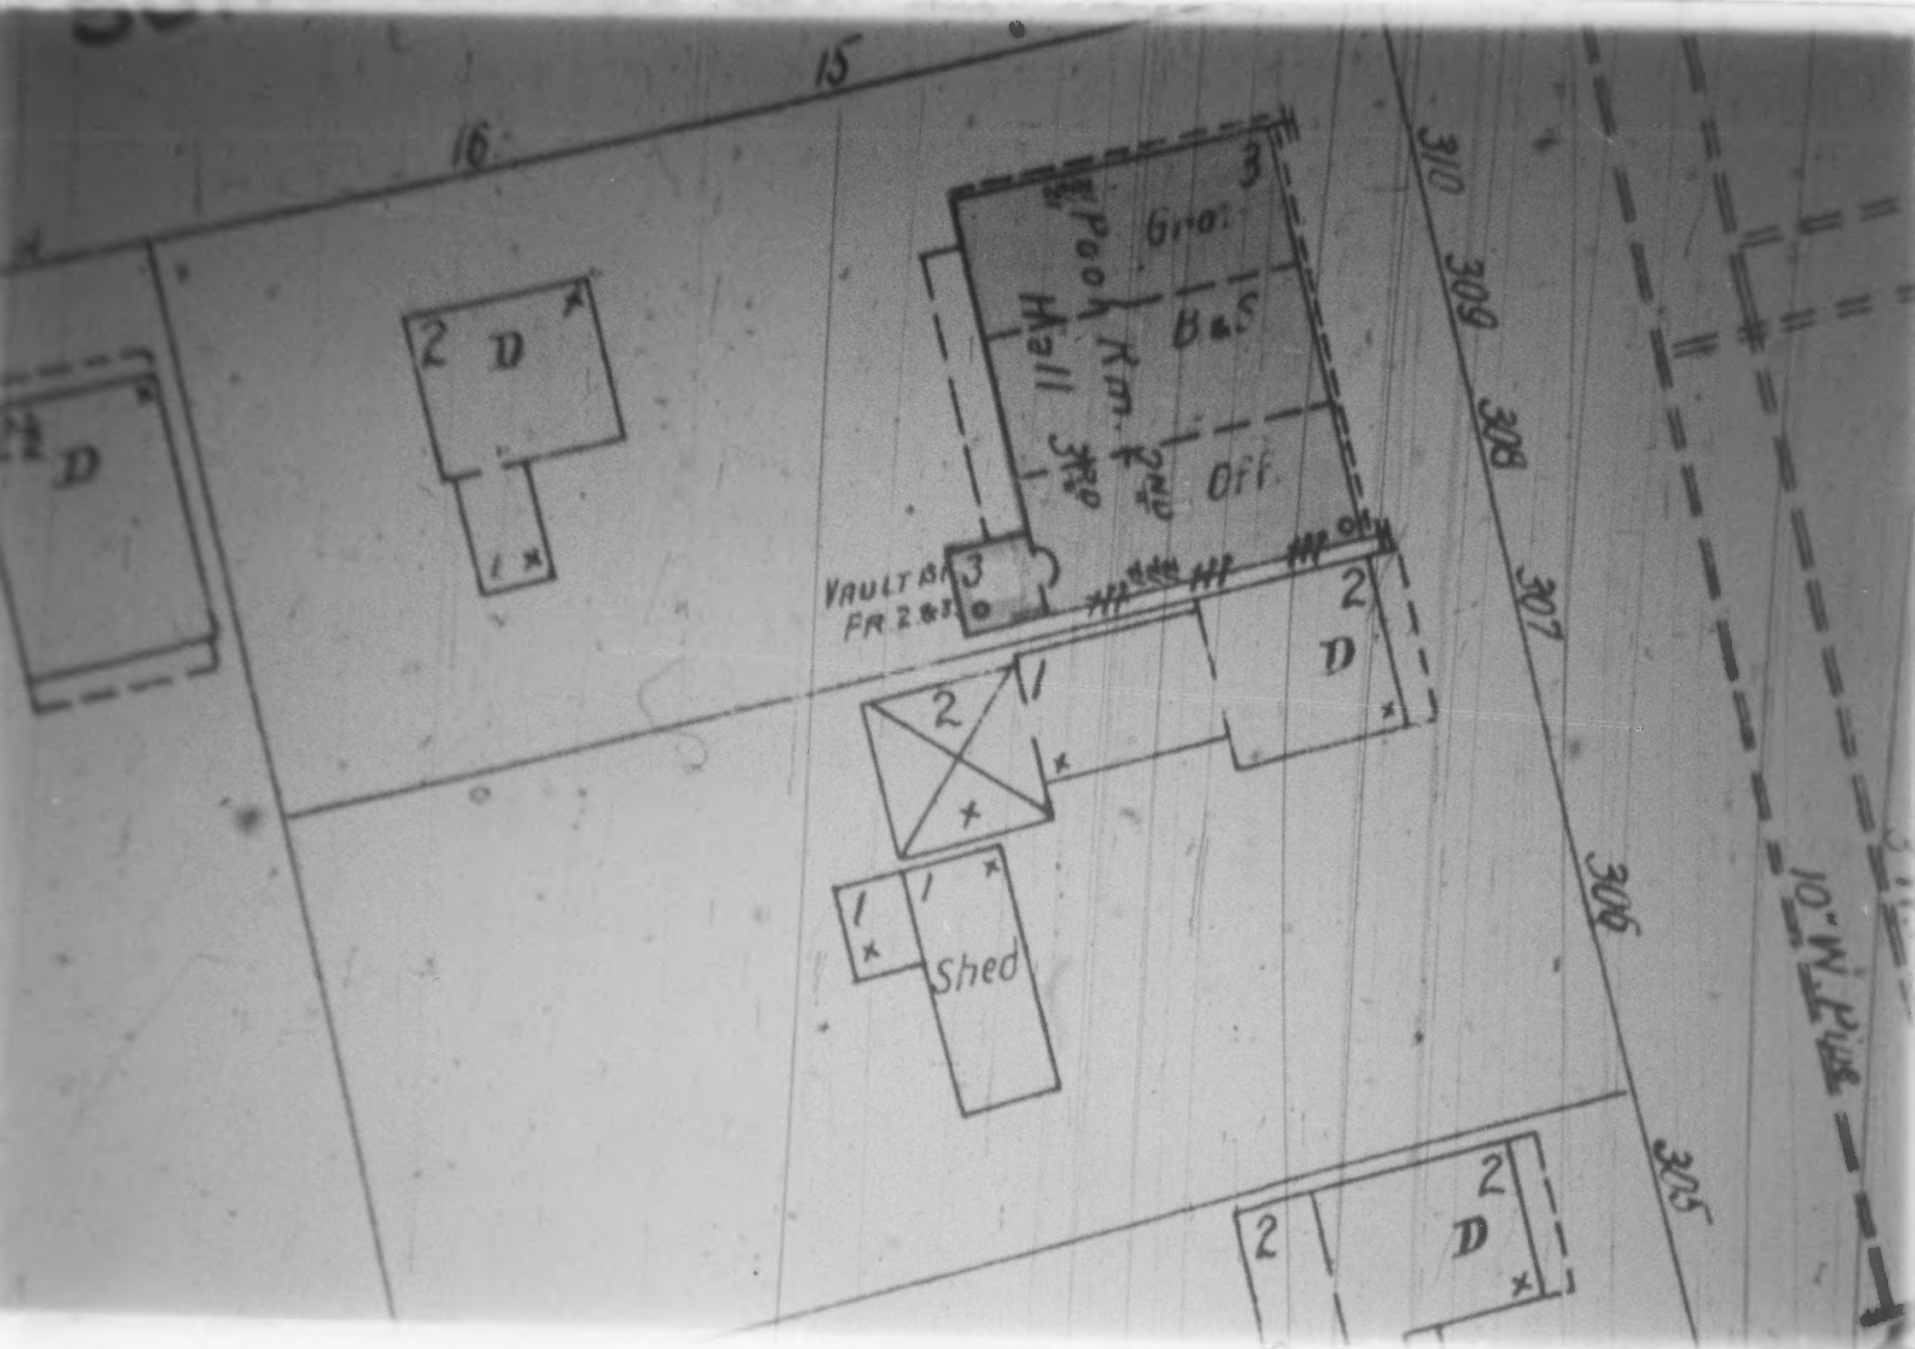 15
16
3
Gro.
310
Pool Rm. 2ND
Hall 3RD
B & S.
309
2 D
x
D
x
Off.
308
1 x
3
VAULT B
FR. 2 & 3
2
307
D
x
2
1
x
x
306
1
1
x
x
Shed
10" W. Pipe
305
2
2
D
x